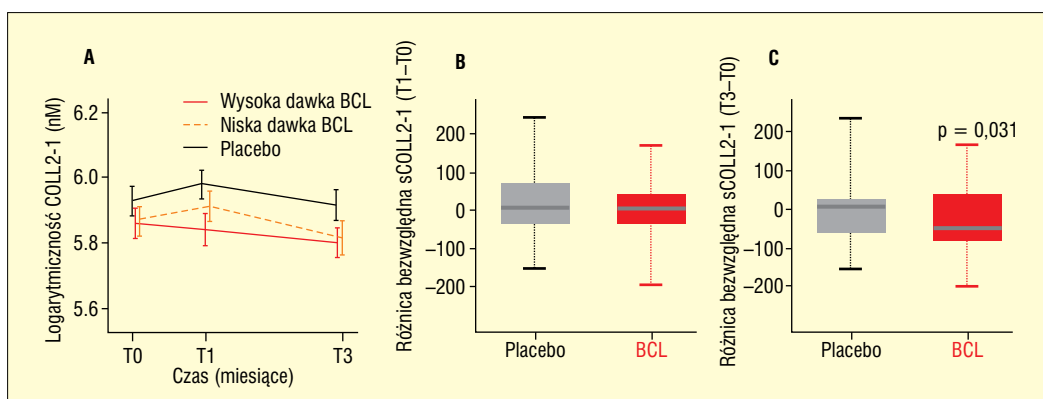 A
Logarytmiczność COLL2-1 (nM)
6.2
6.0
5.8
5.6
Wysoka dawka BCL
Niska dawka BCL
Placebo
T0 T1 T3
Czas (miesiące)
B
Różnica bezwzględna sCOLL2-1 (T1–T0)
200
100
0
–100
–200
Placebo BCL
C
Różnica bezwzględna sCOLL2-1 (T3–T0)
200
100
0
–100
–200
p = 0,031
Placebo BCL